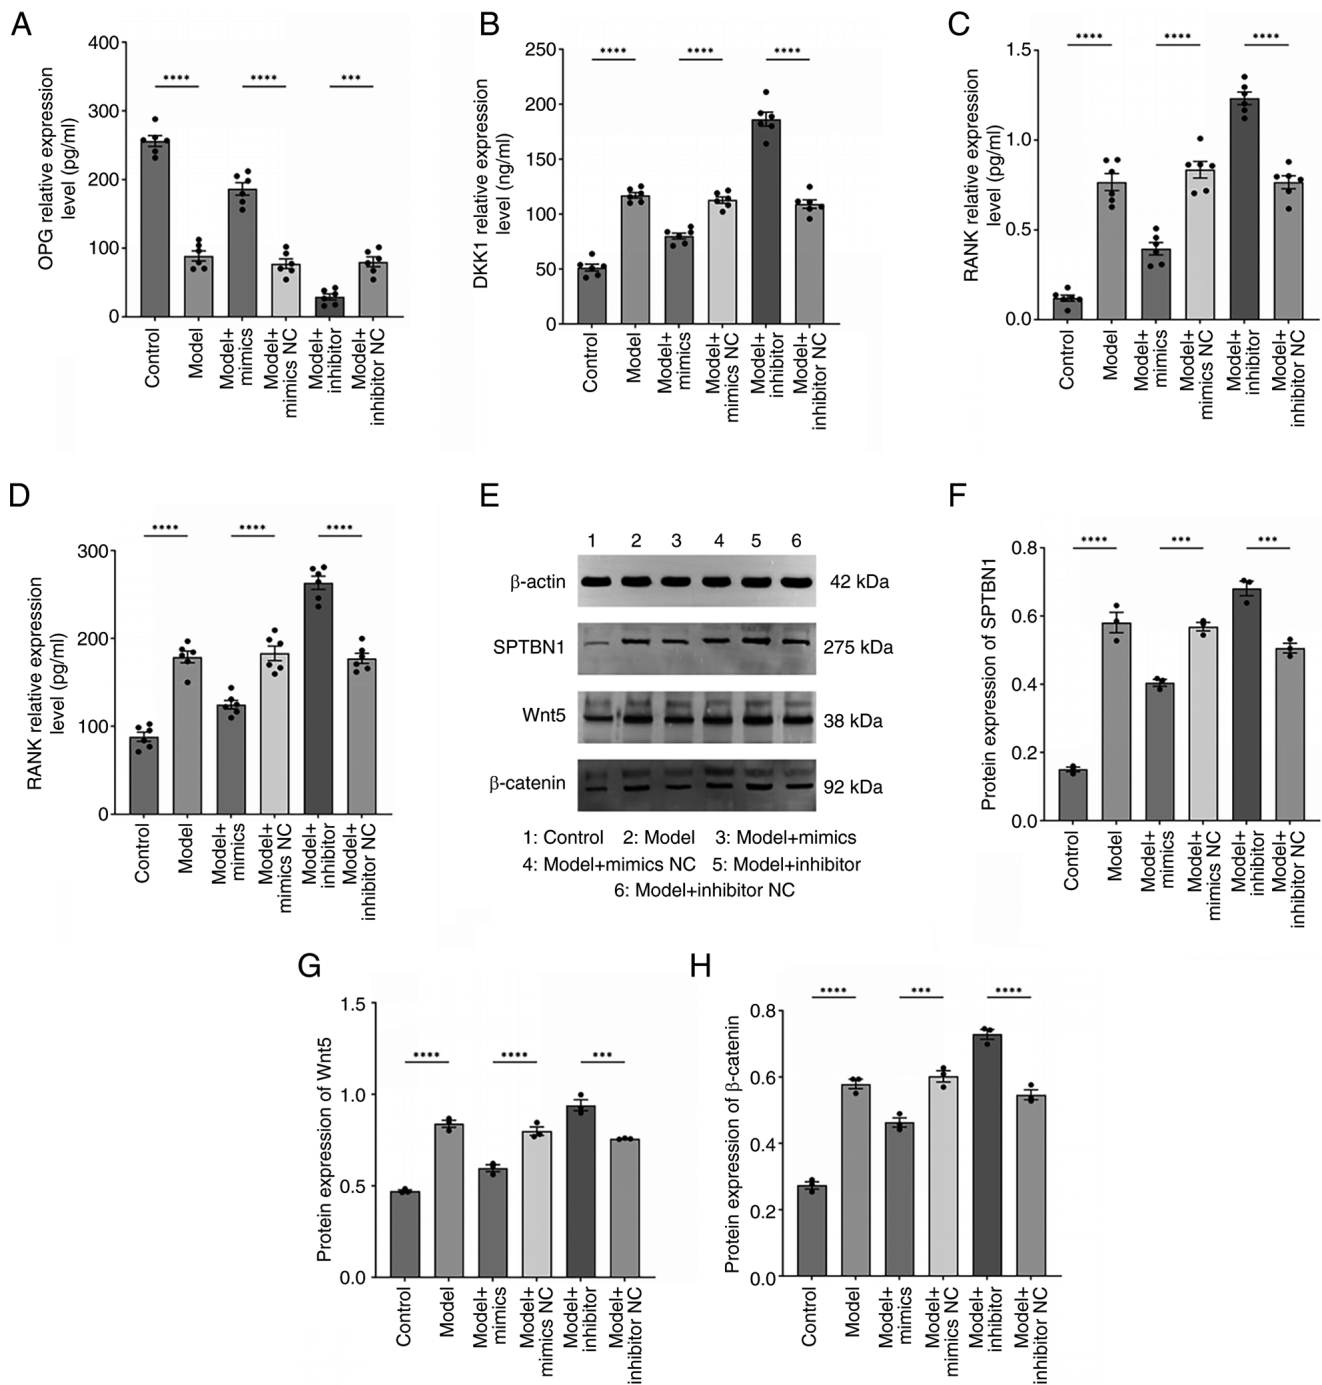 A
OPG relative expression
level (pg/ml)
400
300
200
100
0
**** **** ***
Control
Model
Model+
mimics
Model+
mimics NC
Model+
inhibitor
Model+
inhibitor NC
B
DKK1 relative expression
level (ng/ml)
250
200
150
100
50
0
**** **** ****
Control
Model
Model+
mimics
Model+
mimics NC
Model+
inhibitor
Model+
inhibitor NC
C
RANK relative expression
level (pg/ml)
1.5
1.0
0.5
0.0
**** **** ****
Control
Model
Model+
mimics
Model+
mimics NC
Model+
inhibitor
Model+
inhibitor NC
D
RANK relative expression
level (pg/ml)
300
200
100
0
**** **** ****
Control
Model
Model+
mimics
Model+
mimics NC
Model+
inhibitor
Model+
inhibitor NC
E
1 2 3 4 5 6
β-actin 42 kDa
SPTBN1 275 kDa
Wnt5 38 kDa
β-catenin 92 kDa
1: Control 2: Model 3: Model+mimics
4: Model+mimics NC 5: Model+inhibitor
6: Model+inhibitor NC
F
Protein expression of SPTBN1
0.8
0.6
0.4
0.2
0.0
**** *** ***
Control
Model
Model+
mimics
Model+
mimics NC
Model+
inhibitor
Model+
inhibitor NC
G
Protein expression of Wnt5
1.5
1.0
0.5
0.0
**** **** ***
Control
Model
Model+
mimics
Model+
mimics NC
Model+
inhibitor
Model+
inhibitor NC
H
Protein expression of β-catenin
0.8
0.6
0.4
0.2
0.0
**** *** ****
Control
Model
Model+
mimics
Model+
mimics NC
Model+
inhibitor
Model+
inhibitor NC